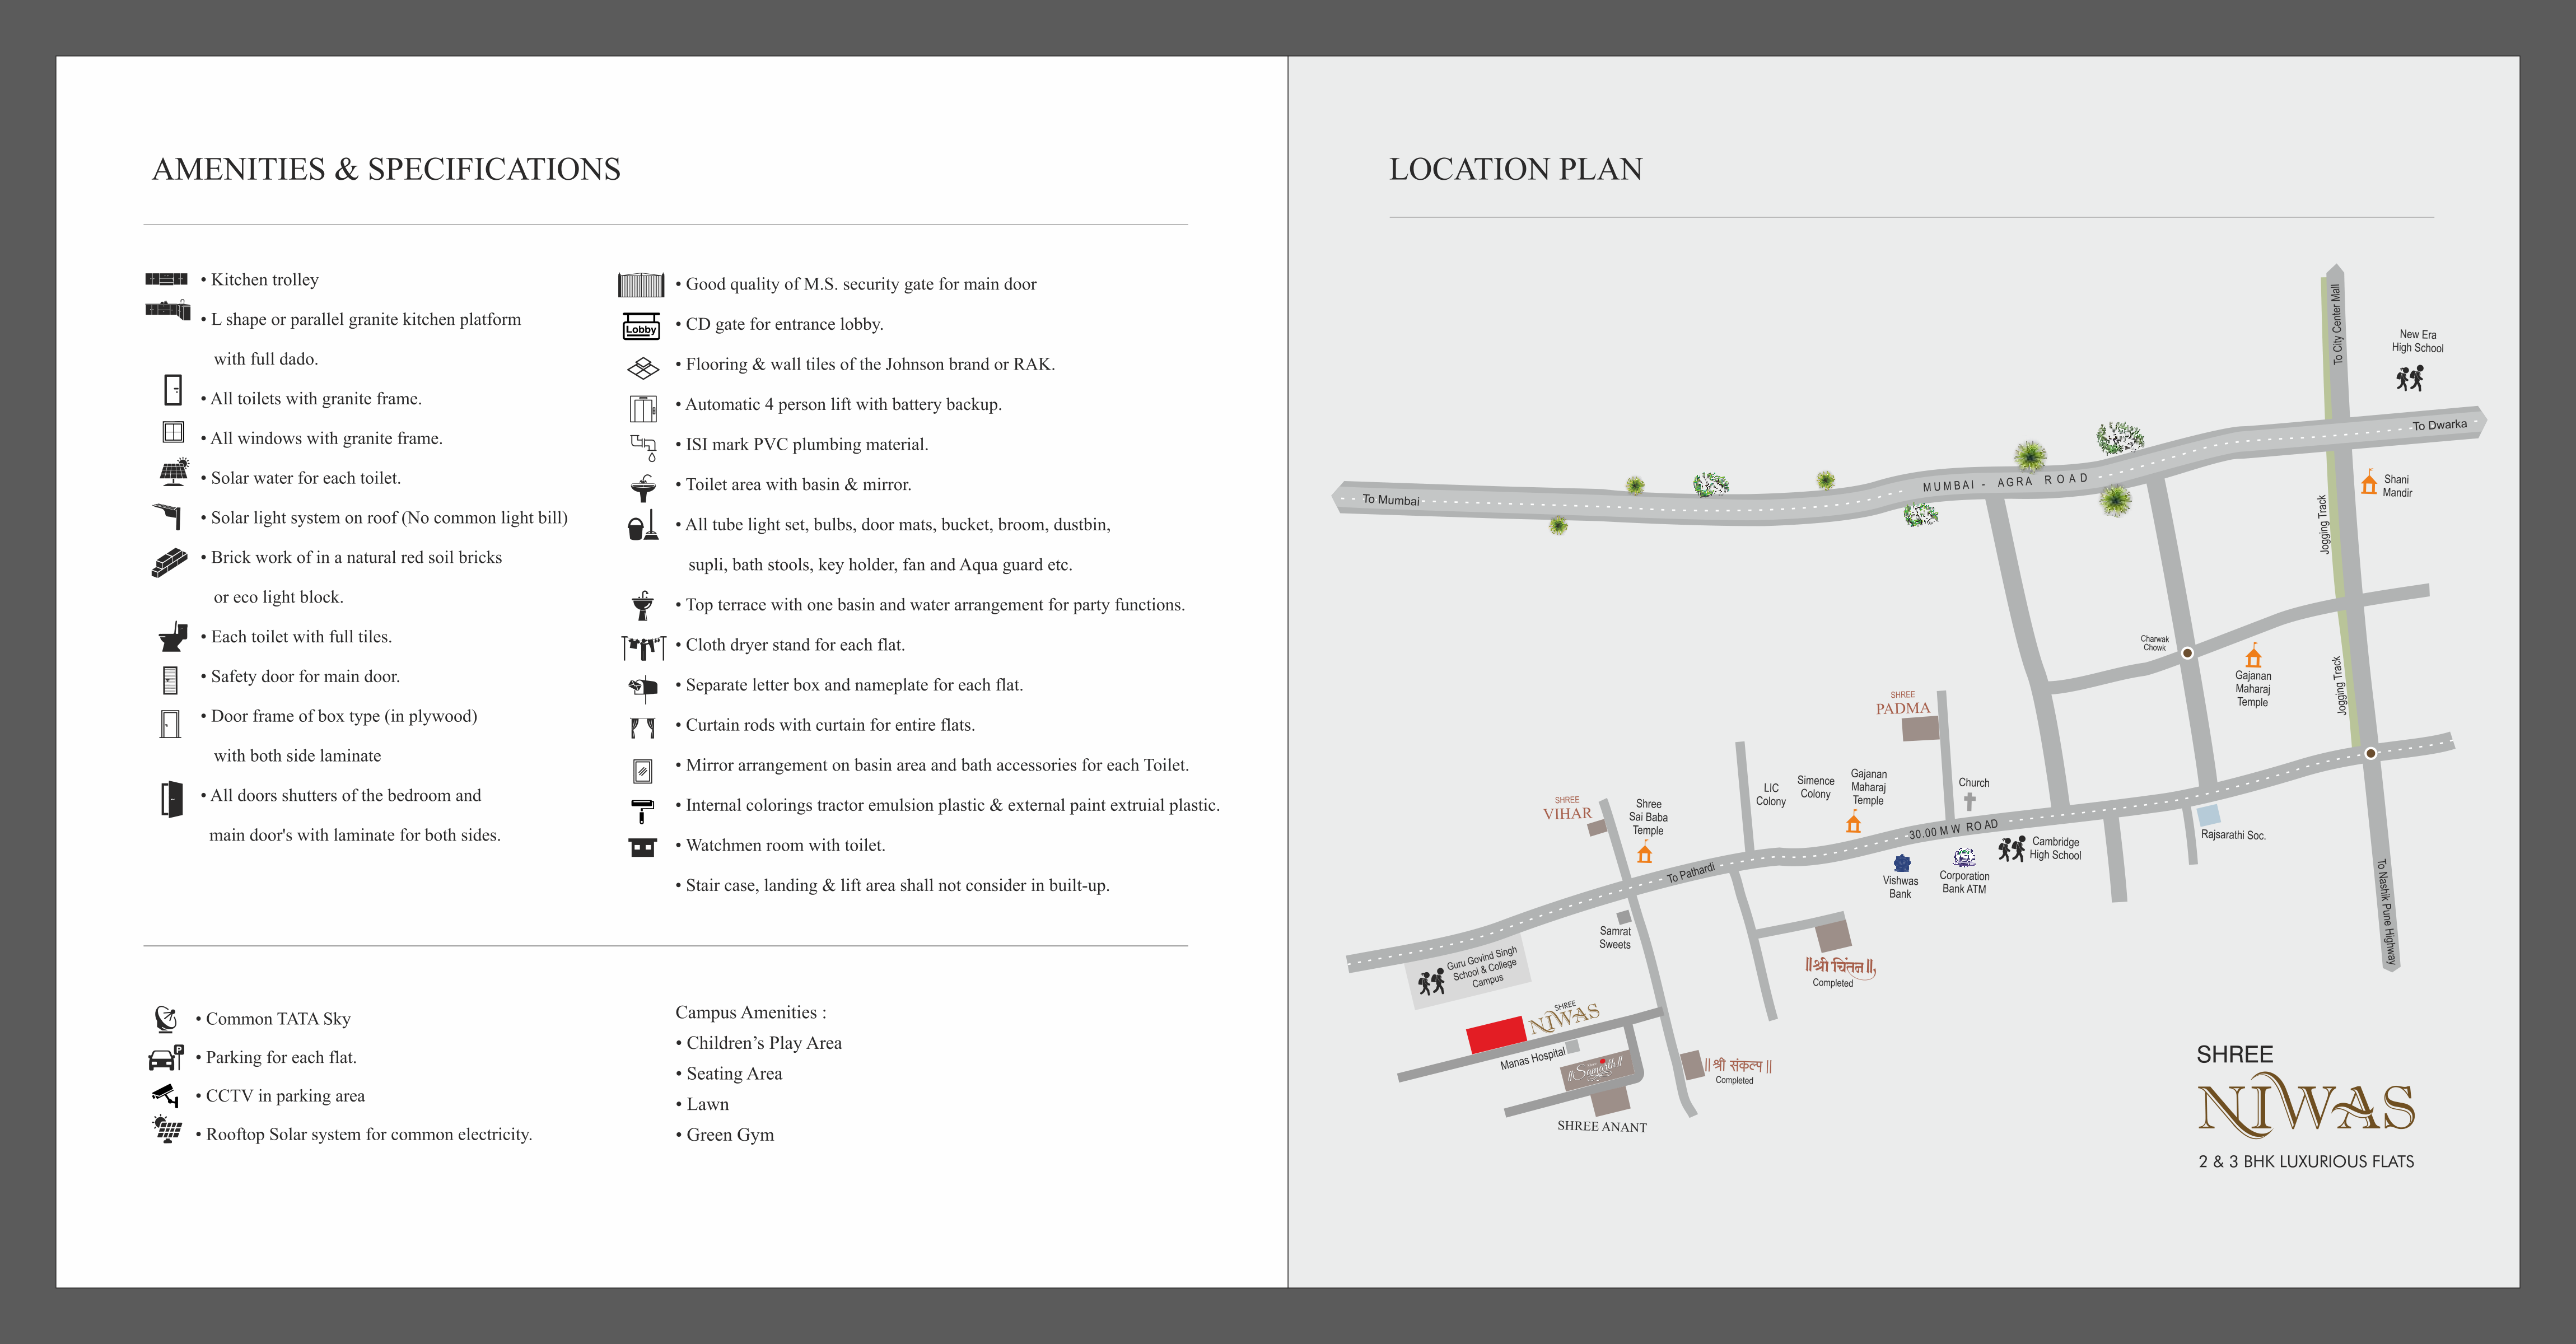 AMENITIES & SPECIFICATIONS
• Kitchen trolley
• L shape or parallel granite kitchen platform
with full dado.
• All toilets with granite frame.
• All windows with granite frame.
• Solar water for each toilet.
• Solar light system on roof (No common light bill)
• Brick work of in a natural red soil bricks
or eco light block.
• Each toilet with full tiles.
• Safety door for main door.
• Door frame of box type (in plywood)
with both side laminate
• All doors shutters of the bedroom and
main door's with laminate for both sides.
• Good quality of M.S. security gate for main door
Lobby
• CD gate for entrance lobby.
• Flooring & wall tiles of the Johnson brand or RAK.
• Automatic 4 person lift with battery backup.
• ISI mark PVC plumbing material.
• Toilet area with basin & mirror.
• All tube light set, bulbs, door mats, bucket, broom, dustbin,
supli, bath stools, key holder, fan and Aqua guard etc.
• Top terrace with one basin and water arrangement for party functions.
• Cloth dryer stand for each flat.
• Separate letter box and nameplate for each flat.
• Curtain rods with curtain for entire flats.
• Mirror arrangement on basin area and bath accessories for each Toilet.
• Internal colorings tractor emulsion plastic & external paint extruial plastic.
• Watchmen room with toilet.
• Stair case, landing & lift area shall not consider in built-up.
• Common TATA Sky
P
• Parking for each flat.
• CCTV in parking area
• Rooftop Solar system for common electricity.
Campus Amenities :
• Children’s Play Area
• Seating Area
• Lawn
• Green Gym
LOCATION PLAN
To City Center Mall
New Era
High School
To Dwarka
To Mumbai
MUMBAI - AGRA ROAD
Shani
Mandir
Jogging Track
Charwak
Chowk
Gajanan
Maharaj
Temple
Jogging Track
SHREE
PADMA
LIC
Colony
Simence
Colony
Gajanan
Maharaj
Temple
Church
SHREE
VIHAR
Shree
Sai Baba
Temple
30.00 M W ROAD
Cambridge
High School
Rajsarathi Soc.
To Pathardi
Vishwas
Bank
Corporation
Bank ATM
To Nashik Pune Highway
Samrat
Sweets
Guru Govind Singh
School & College
Campus
॥श्री चिंतन॥
Completed
SHREE
NIWAS
Manas Hospital
॥Samarth॥
॥श्री संकल्प॥
Completed
SHREE ANANT
SHREE
NIWAS
2 & 3 BHK LUXURIOUS FLATS